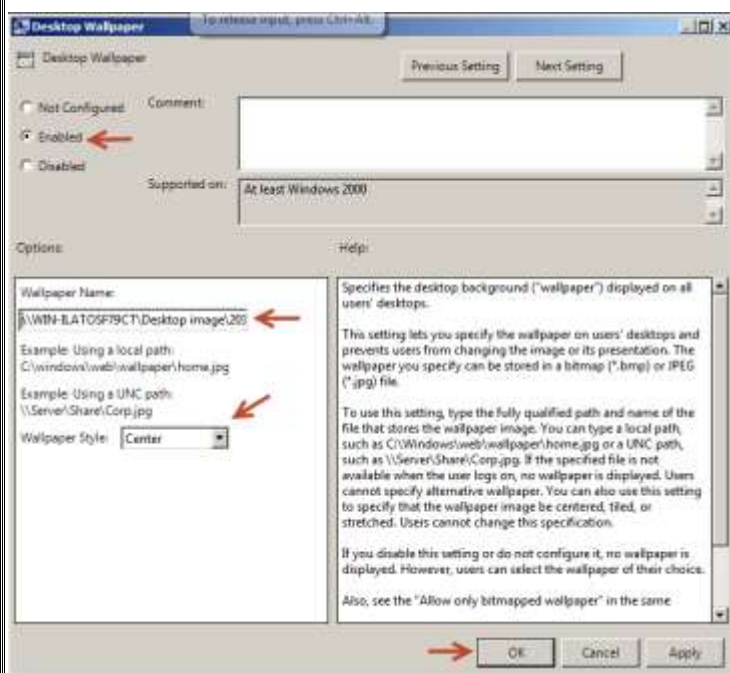 Desktop Wallpaper
To release input, press Ctrl+Alt.
Desktop Wallpaper
Previous Setting
Next Setting
Not Configured
Comment:
Enabled
Disabled
Supported on:
At least Windows 2000
Options:
Help:
Wallpaper Name:
\WIN-ILATOSF79CT\Desktop image\20
Example: Using a local path:
C:\windows\web\wallpaper\home.jpg
Example: Using a UNC path:
\\Server\Share\Corp.jpg
Wallpaper Style:
Center
Specifies the desktop background ("wallpaper") displayed on all
users' desktops.
This setting lets you specify the wallpaper on users' desktops and
prevents users from changing the image or its presentation. The
wallpaper you specify can be stored in a bitmap (*.bmp) or JPEG
(*.jpg) file.
To use this setting, type the fully qualified path and name of the
file that stores the wallpaper image. You can type a local path,
such as C:\Windows\web\wallpaper\home.jpg or a UNC path,
such as \\Server\Share\Corp.jpg. If the specified file is not
available when the user logs on, no wallpaper is displayed. Users
cannot specify alternative wallpaper. You can also use this setting
to specify that the wallpaper image be centered, tiled, or
stretched. Users cannot change this specification.
If you disable this setting or do not configure it, no wallpaper is
displayed. However, users can select the wallpaper of their choice.
Also, see the "Allow only bitmapped wallpaper" in the same
OK
Cancel
Apply